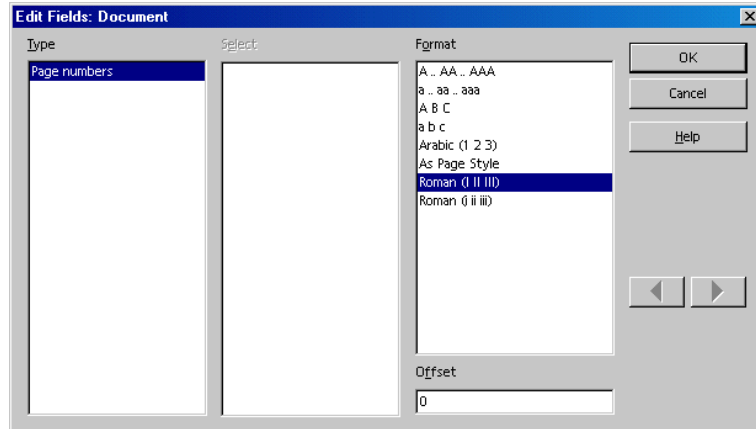 Edit Fields: Document
Type
Page numbers
Select
Format
A .. AA .. AAA
a .. aa .. aaa
A B C
a b c
Arabic (1 2 3)
As Page Style
Roman (I II III)
Roman (i ii iii)
Offset
0
OK
Cancel
Help